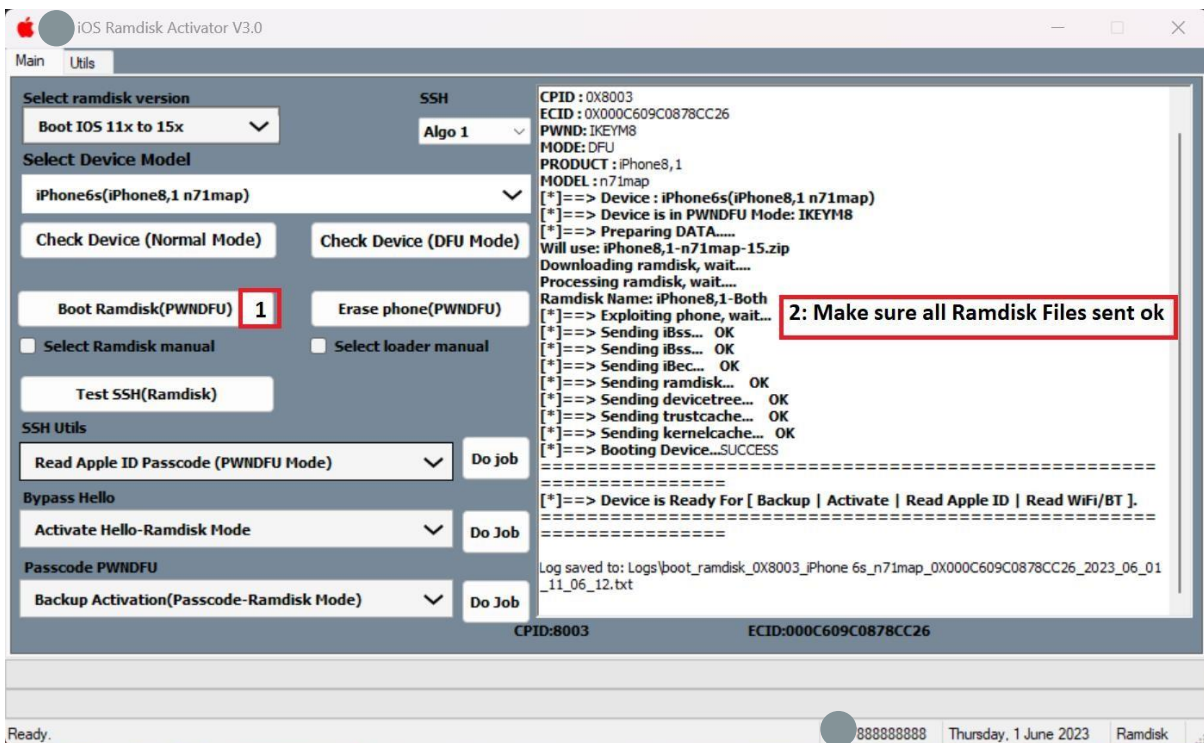 iOS Ramdisk Activator V3.0
Main Utils
Select ramdisk version
SSH
Boot IOS 11x to 15x
Algo 1
Select Device Model
iPhone6s(iPhone8,1 n71map)
Check Device (Normal Mode)
Check Device (DFU Mode)
Boot Ramdisk(PWNDFU)
1
Erase phone(PWNDFU)
Select Ramdisk manual
Select loader manual
Test SSH(Ramdisk)
SSH Utils
Read Apple ID Passcode (PWNDFU Mode)
Do job
Bypass Hello
Activate Hello-Ramdisk Mode
Do Job
Passcode PWNDFU
Backup Activation(Passcode-Ramdisk Mode)
Do Job
CPID : 0X8003
ECID : 0X000C609C0878CC26
PWND: IKEYM8
MODE: DFU
PRODUCT : iPhone8,1
MODEL : n71map
[*]==> Device : iPhone6s(iPhone8,1 n71map)
[*]==> Device is in PWNDFU Mode: IKEYM8
[*]==> Preparing DATA.....
Will use: iPhone8,1-n71map-15.zip
Downloading ramdisk, wait....
Processing ramdisk, wait....
Ramdisk Name: iPhone8,1-Both
[*]==> Exploiting phone, wait...
2: Make sure all Ramdisk Files sent ok
[*]==> Sending iBss... OK
[*]==> Sending iBss... OK
[*]==> Sending iBec... OK
[*]==> Sending ramdisk... OK
[*]==> Sending devicetree... OK
[*]==> Sending trustcache... OK
[*]==> Sending kernelcache... OK
[*]==> Booting Device...SUCCESS
=======================================================
================
[*]==> Device is Ready For [ Backup | Activate | Read Apple ID | Read WiFi/BT ].
=======================================================
================
Log saved to: Logs\boot_ramdisk_0X8003_iPhone 6s_n71map_0X000C609C0878CC26_2023_06_01
_11_06_12.txt
CPID:8003
ECID:000C609C0878CC26
Ready.
888888888
Thursday, 1 June 2023
Ramdisk